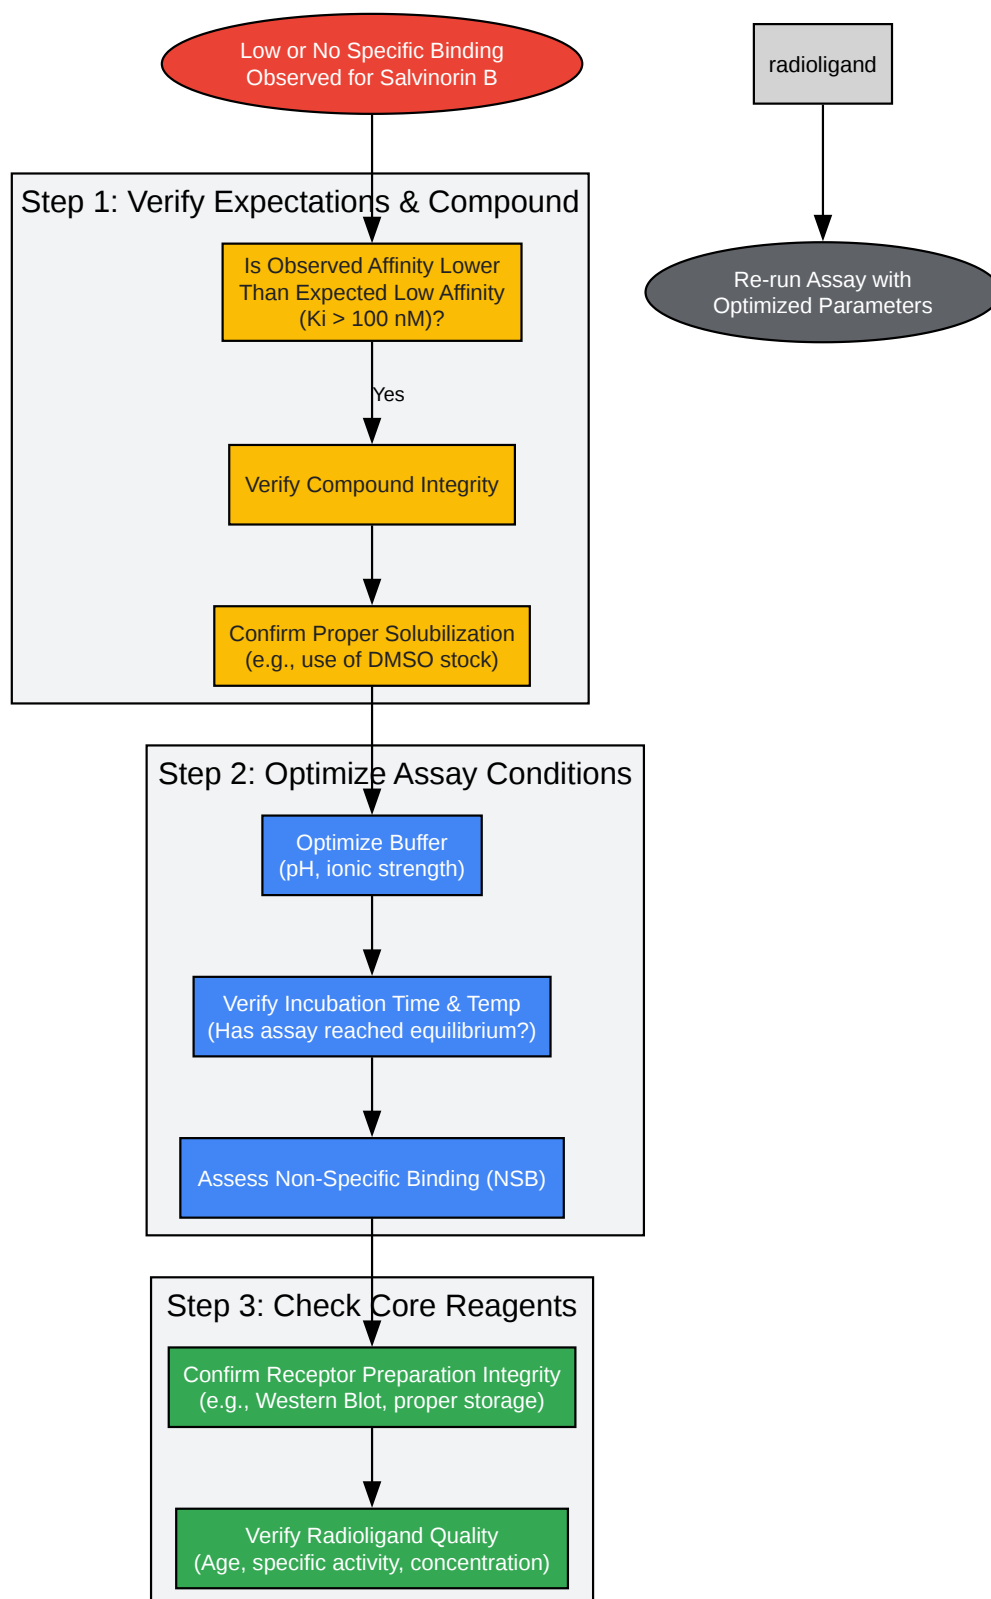 Low or No Specific Binding
Observed for Salvinorin B
radioligand
Step 1: Verify Expectations & Compound
Is Observed Affinity Lower
Than Expected Low Affinity
(Ki > 100 nM)?
Re-run Assay with
Optimized Parameters
Yes
Verify Compound Integrity
Confirm Proper Solubilization
(e.g., use of DMSO stock)
Step 2: Optimize Assay Conditions
Optimize Buffer
(pH, ionic strength)
Verify Incubation Time & Temp
(Has assay reached equilibrium?)
Assess Non-Specific Binding (NSB)
Step 3: Check Core Reagents
Confirm Receptor Preparation Integrity
(e.g., Western Blot, proper storage)
Verify Radioligand Quality
(Age, specific activity, concentration)